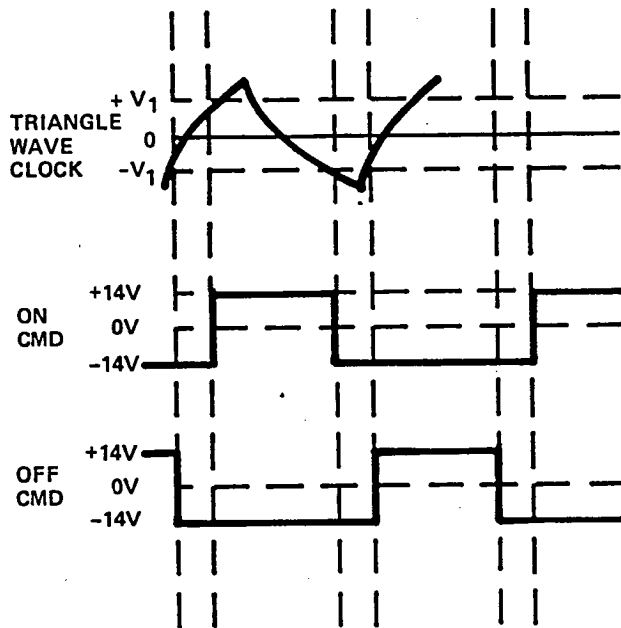 + V1
TRIANGLE
WAVE
CLOCK
0
−V1
+14V
ON
CMD
0V
−14V
+14V
OFF
CMD
0V
−14V